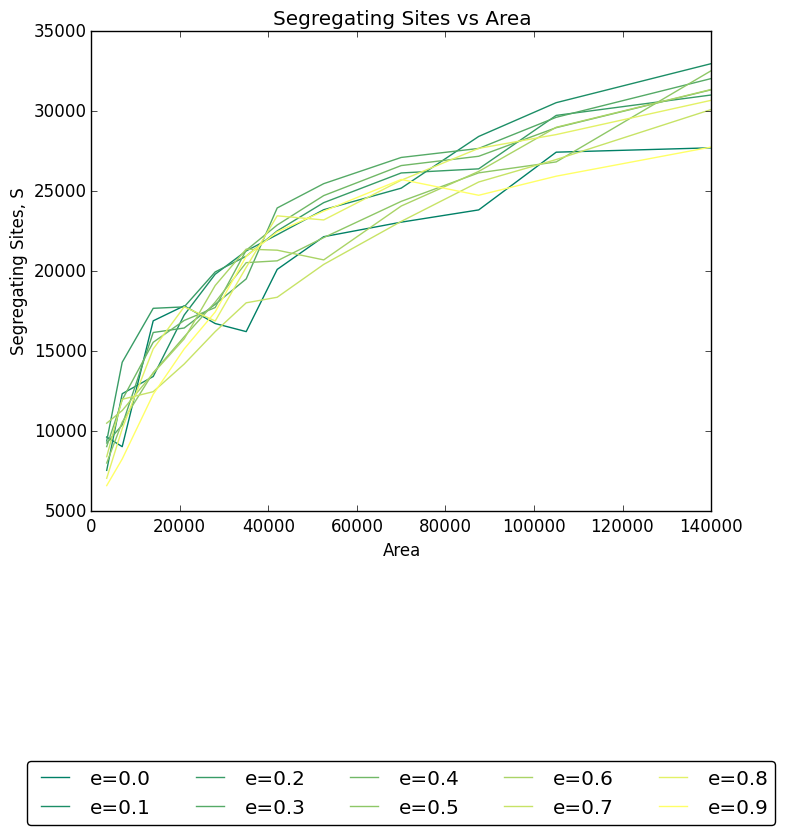 Segregating Sites vs Area
35000
30000
25000
20000
15000
10000
5000
Segregating Sites, S
0 20000 40000 60000 80000 100000 120000 140000
Area
e=0.0 e=0.2 e=0.4 e=0.6 e=0.8
e=0.1 e=0.3 e=0.5 e=0.7 e=0.9